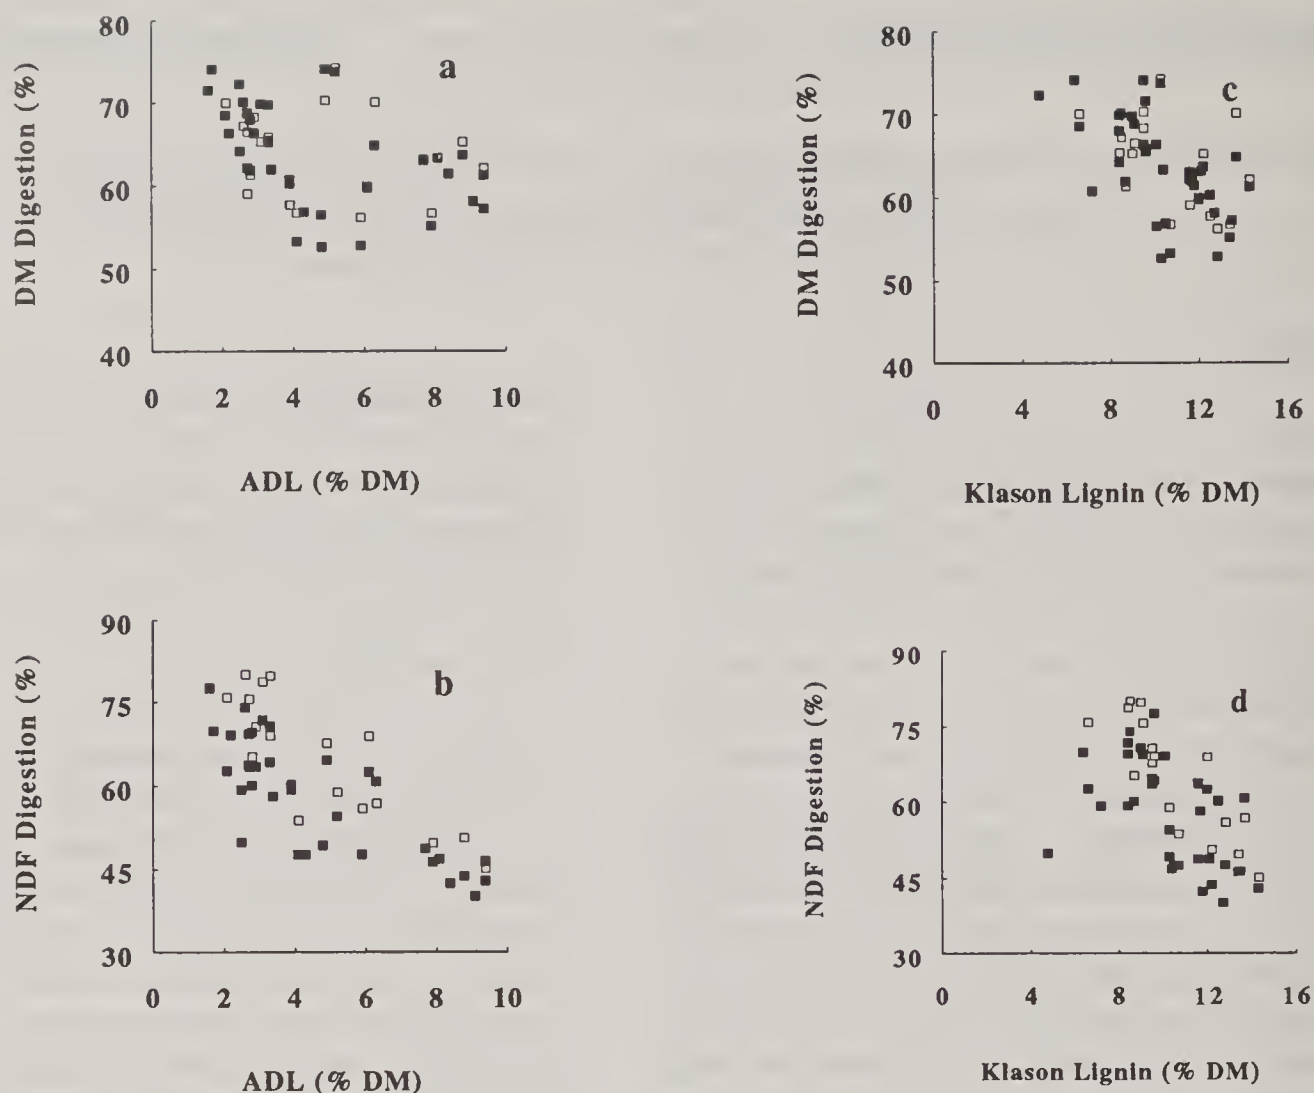 80
70
60
50
40
DM Digestion (%)
a
0 2 4 6 8 10
ADL (% DM)
80
70
60
50
40
DM Digestion (%)
c
0 4 8 12 16
Klason Lignin (% DM)
90
75
60
45
30
NDF Digestion (%)
b
0 2 4 6 8 10
ADL (% DM)
90
75
60
45
30
NDF Digestion (%)
d
0 4 8 12 16
Klason Lignin (% DM)